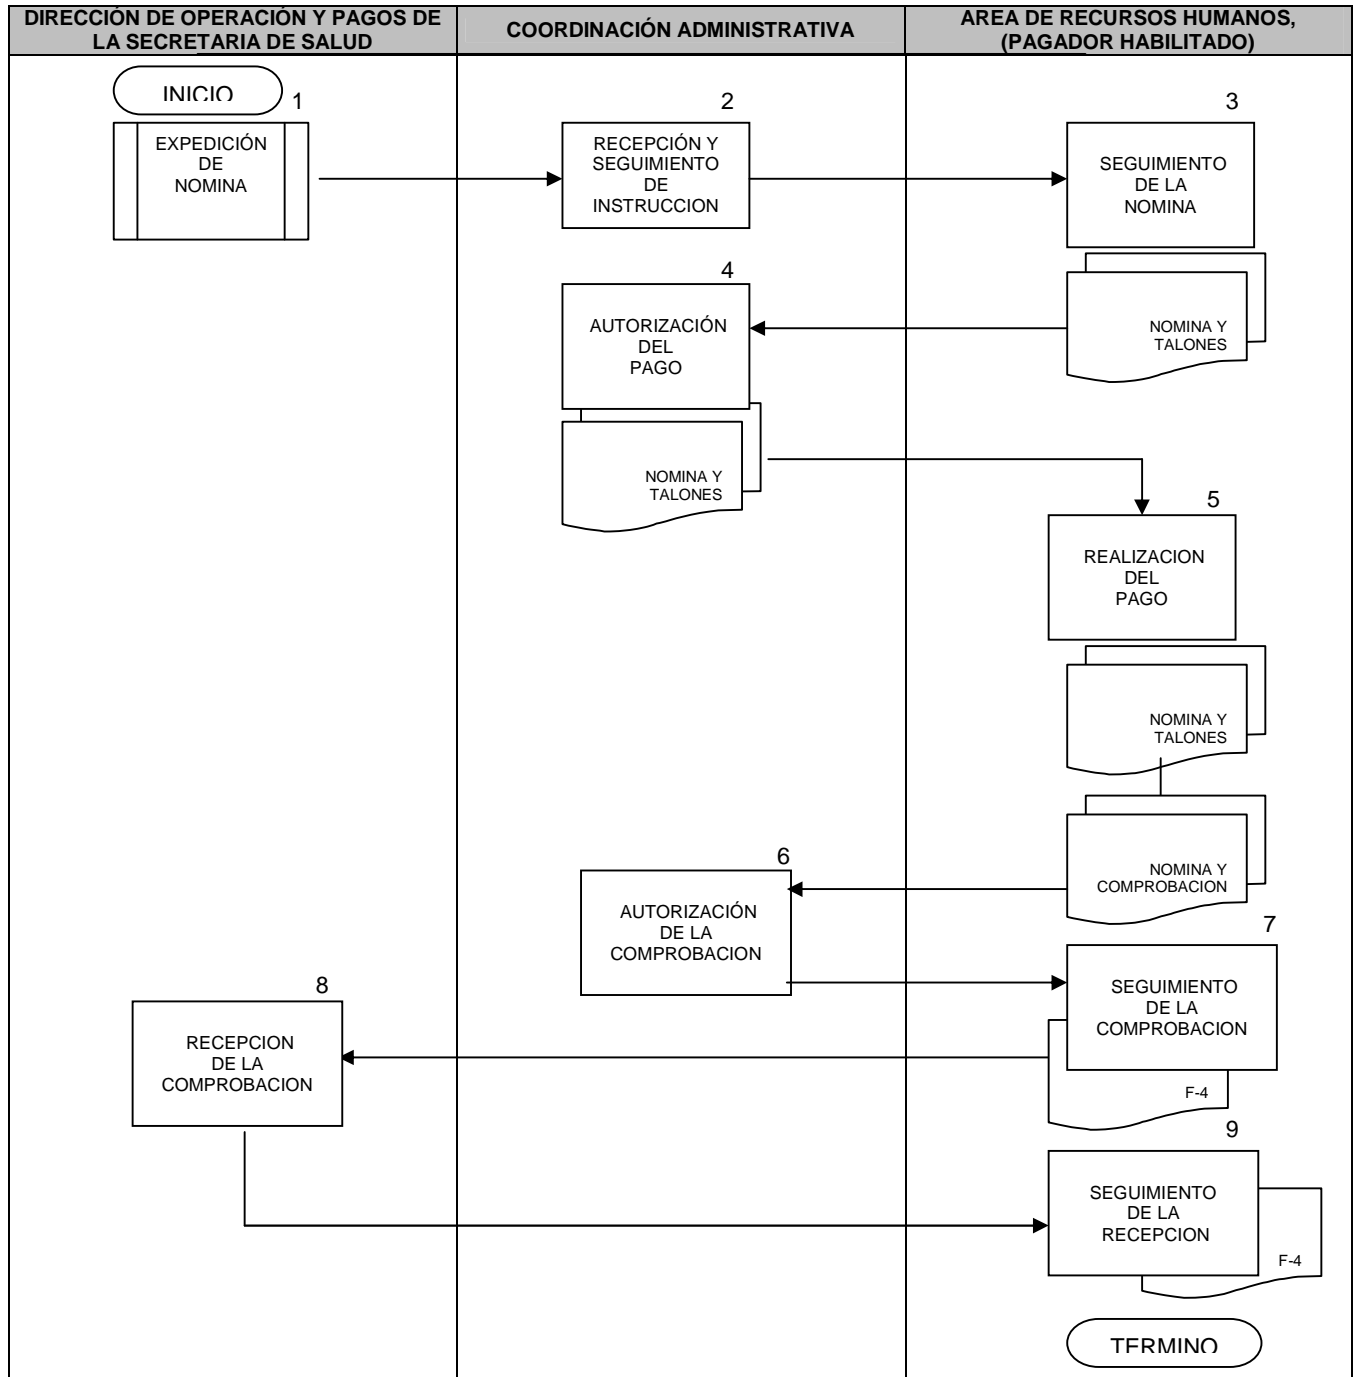 DIRECCIÓN DE OPERACIÓN Y PAGOS DE
LA SECRETARIA DE SALUD
COORDINACIÓN ADMINISTRATIVA
AREA DE RECURSOS HUMANOS,
(PAGADOR HABILITADO)
INICIO
1
EXPEDICIÓN
DE
NOMINA
2
RECEPCIÓN Y
SEGUIMIENTO
DE
INSTRUCCION
3
SEGUIMIENTO
DE LA
NOMINA
NOMINA Y
TALONES
4
AUTORIZACIÓN
DEL
PAGO
NOMINA Y
TALONES
5
REALIZACION
DEL
PAGO
NOMINA Y
TALONES
NOMINA Y
COMPROBACION
6
AUTORIZACIÓN
DE LA
COMPROBACION
7
SEGUIMIENTO
DE LA
COMPROBACION
F-4
8
RECEPCION
DE LA
COMPROBACION
9
SEGUIMIENTO
DE LA
RECEPCION
F-4
TERMINO